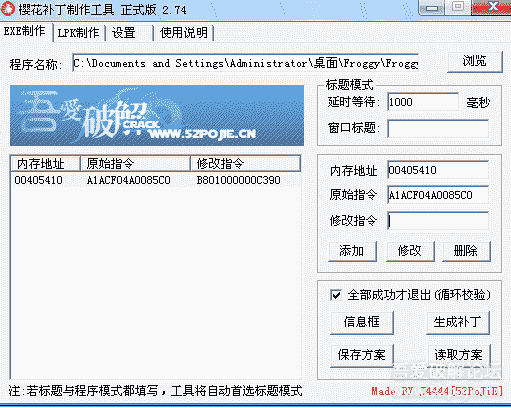 樱花补丁制作工具 正式版 2.74
EXE制作 LPK制作 设置 使用说明
程序名称: C:\Documents and Settings\Administrator\桌面\Froggy\Froggy 浏览
标题模式
延时等待: 1000 毫秒
窗口标题:
吾爱破解 CRACK WWW.52POJIE.CN
内存地址 原始指令 修改指令
00405410 A1ACF04A0085C0 B801000000C390
内存地址 00405410
原始指令 A1ACF04A0085C0
修改指令
添加 修改 删除
全部成功才退出(循环校验)
信息框 生成补丁
保存方案 读取方案
吾爱破解论坛
注:若标题与程序模式都填写,工具将自动首选标题模式